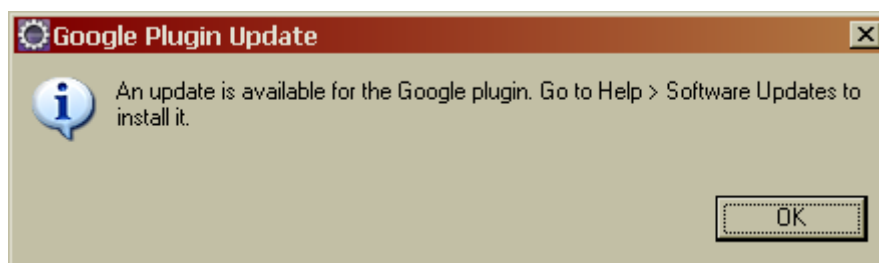 Google Plugin Update
An update is available for the Google plugin. Go to Help > Software Updates to
install it.
OK